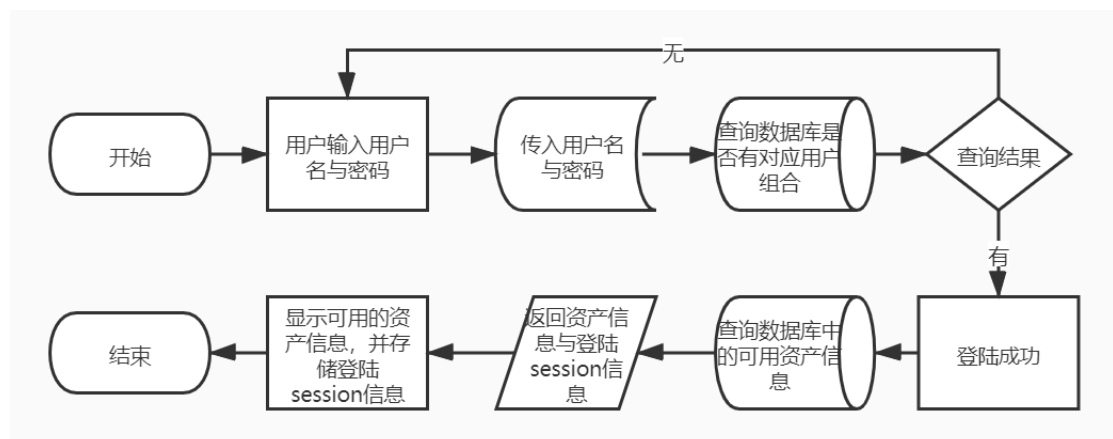 无
开始
用户输入用户
名与密码
传入用户名
与密码
查询数据库是
否有对应用户
组合
查询结果
有
结束
显示可用的资
产信息，并存
储登陆
session信息
返回资产信
息与登陆
session信
息
查询数据库中
的可用资产信
息
登陆成功